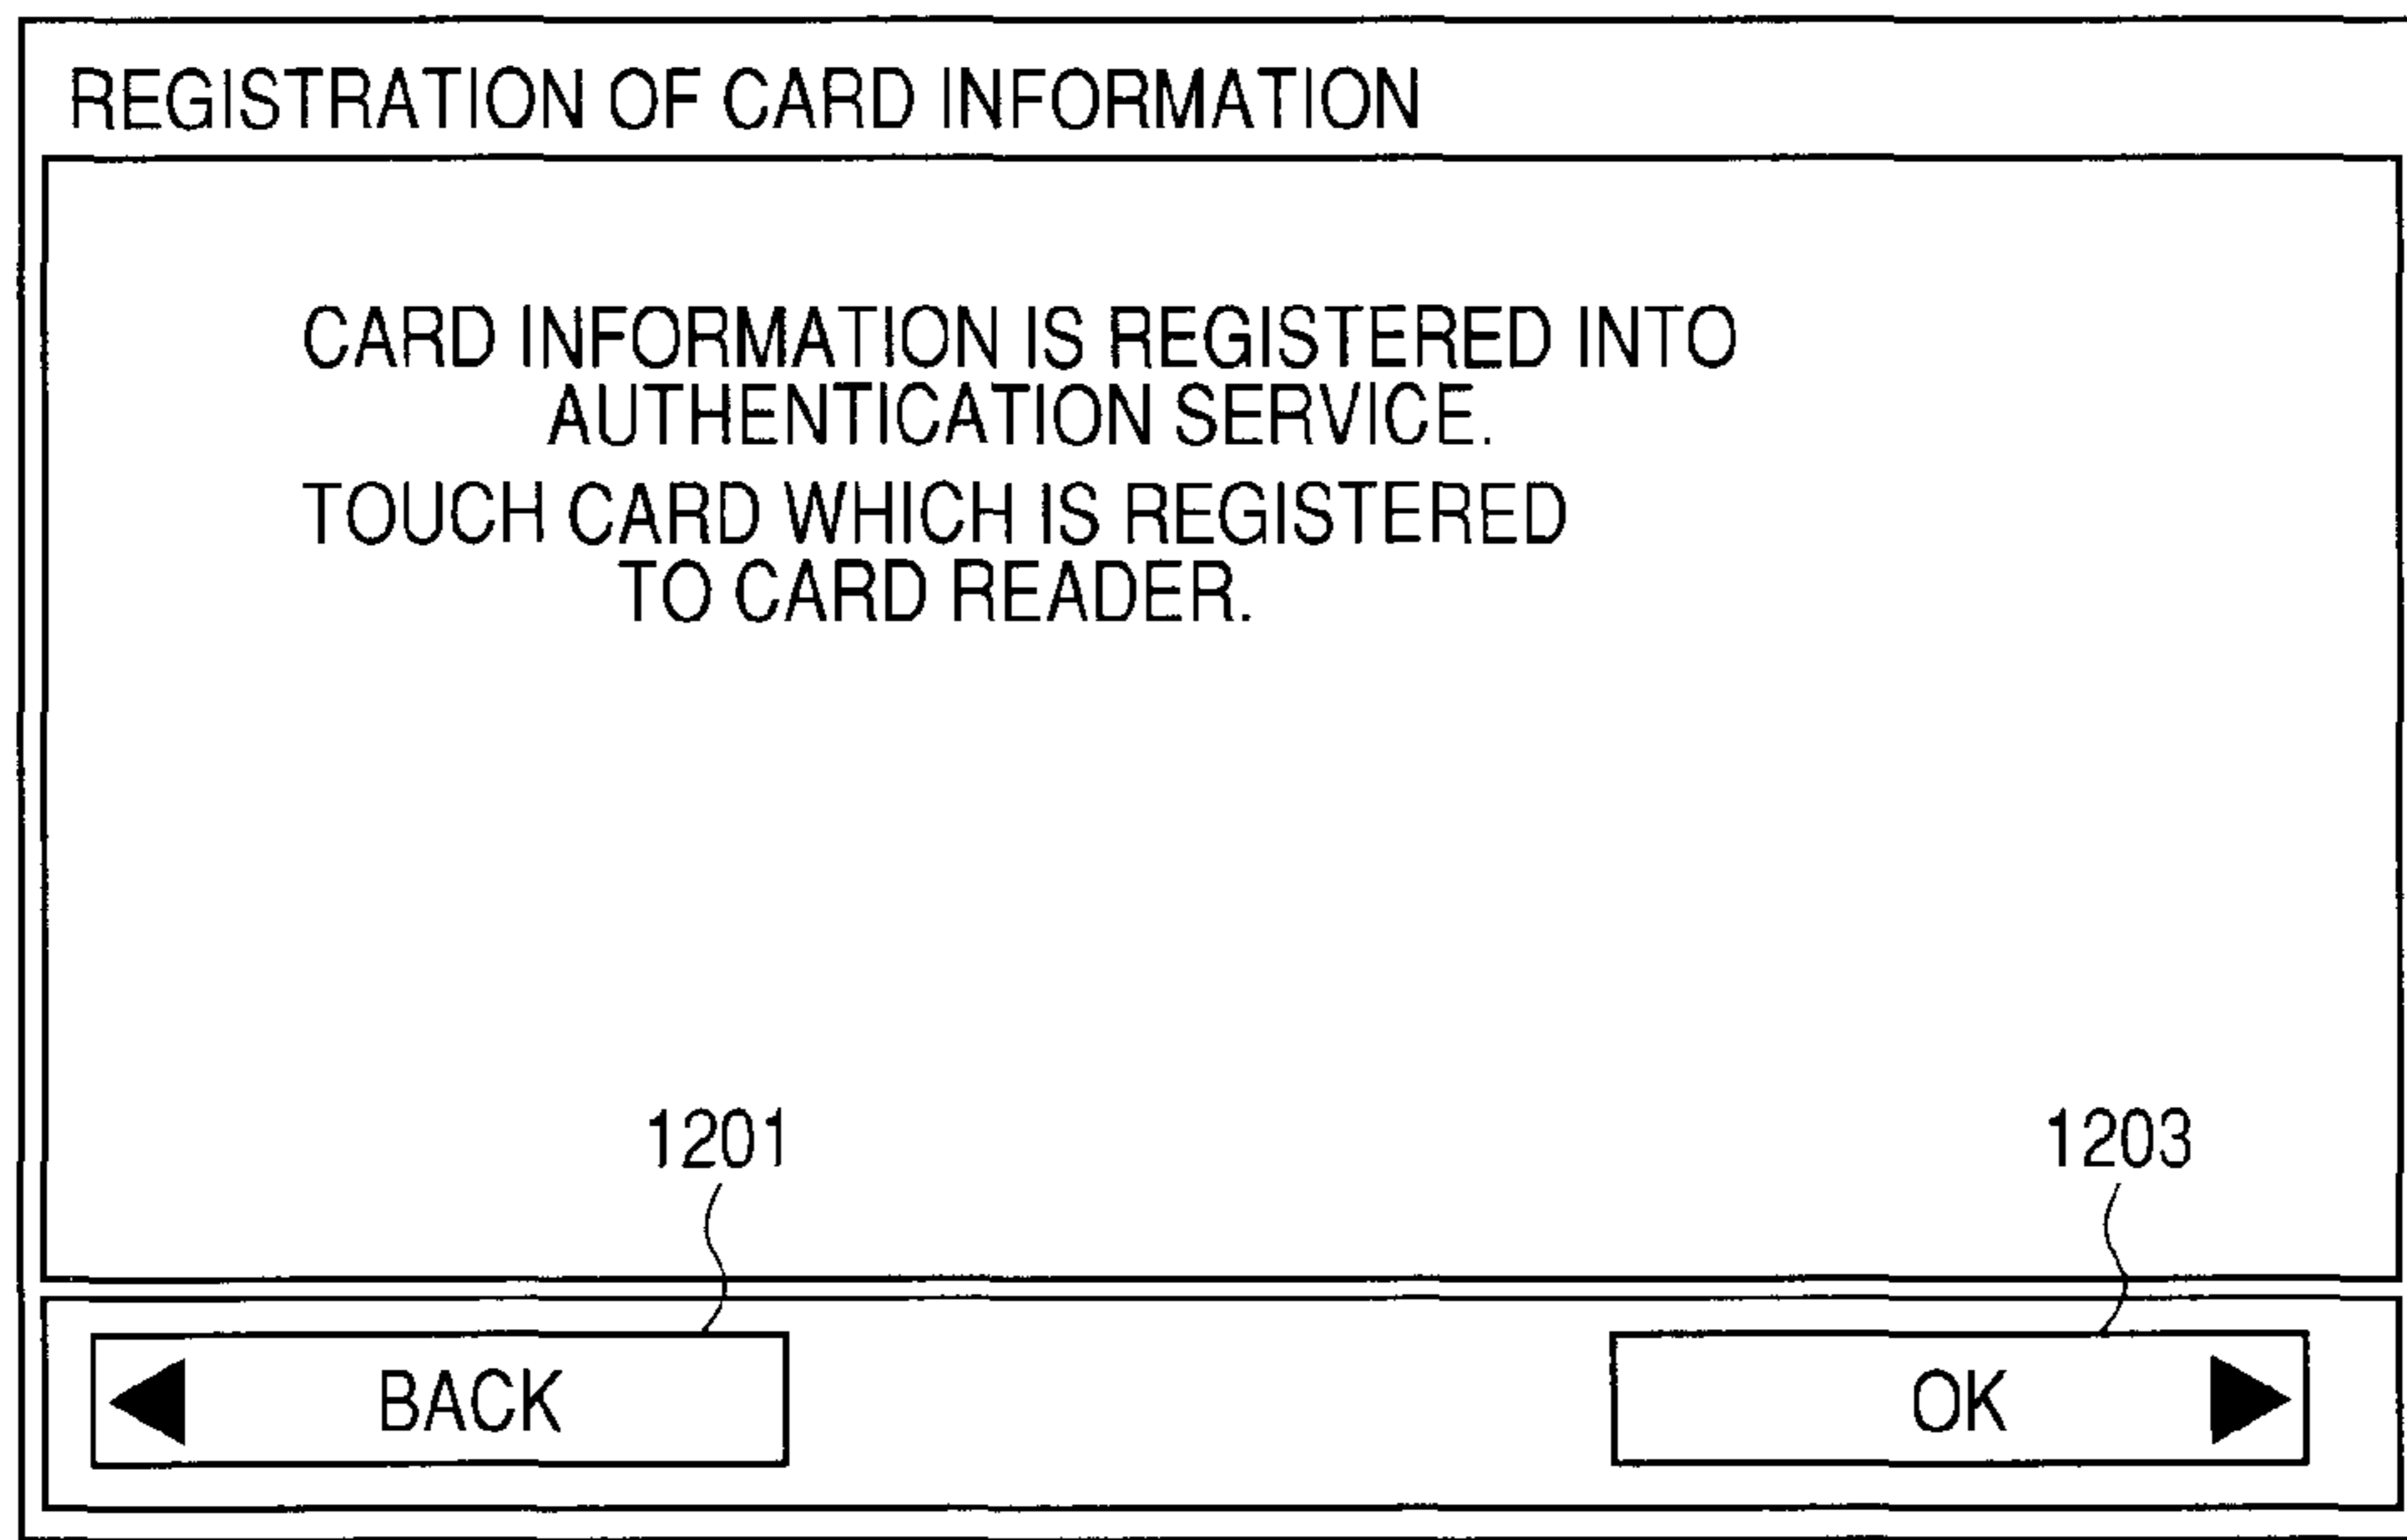 REGISTRATION OF CARD INFORMATION
CARD INFORMATION IS REGISTERED INTO
AUTHENTICATION SERVICE.
TOUCH CARD WHICH IS REGISTERED
TO CARD READER.
1201
1203
BACK
OK